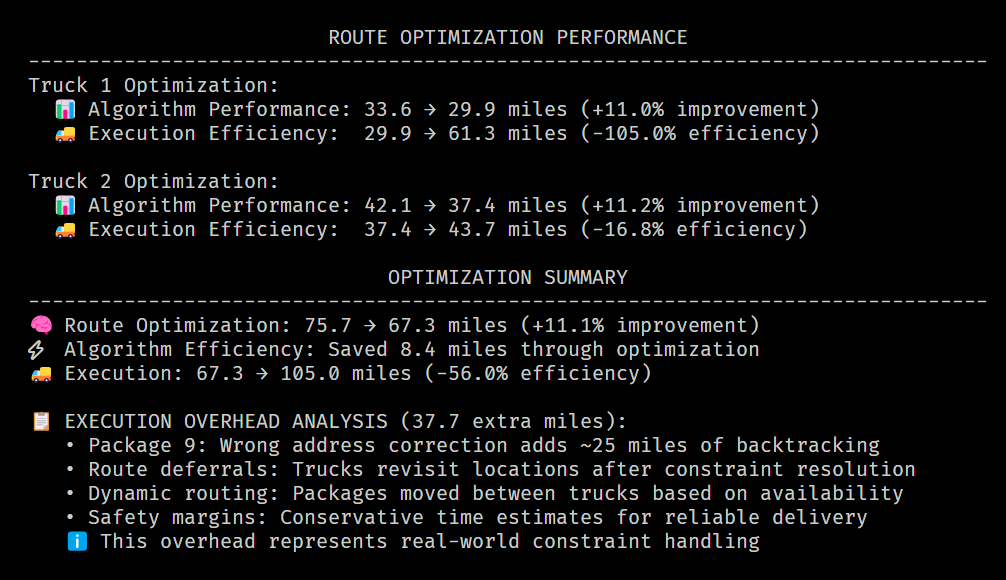 ROUTE OPTIMIZATION PERFORMANCE
--------------------------------------------------------------------------------
Truck 1 Optimization:
📊 Algorithm Performance: 33.6 → 29.9 miles (+11.0% improvement)
🚚 Execution Efficiency:  29.9 → 61.3 miles (-105.0% efficiency)

Truck 2 Optimization:
📊 Algorithm Performance: 42.1 → 37.4 miles (+11.2% improvement)
🚚 Execution Efficiency:  37.4 → 43.7 miles (-16.8% efficiency)

OPTIMIZATION SUMMARY
--------------------------------------------------------------------------------
🧠 Route Optimization: 75.7 → 67.3 miles (+11.1% improvement)
⚡ Algorithm Efficiency: Saved 8.4 miles through optimization
🚚 Execution: 67.3 → 105.0 miles (-56.0% efficiency)

📋 EXECUTION OVERHEAD ANALYSIS (37.7 extra miles):
• Package 9: Wrong address correction adds ~25 miles of backtracking
• Route deferrals: Trucks revisit locations after constraint resolution
• Dynamic routing: Packages moved between trucks based on availability
• Safety margins: Conservative time estimates for reliable delivery
ℹ️ This overhead represents real-world constraint handling